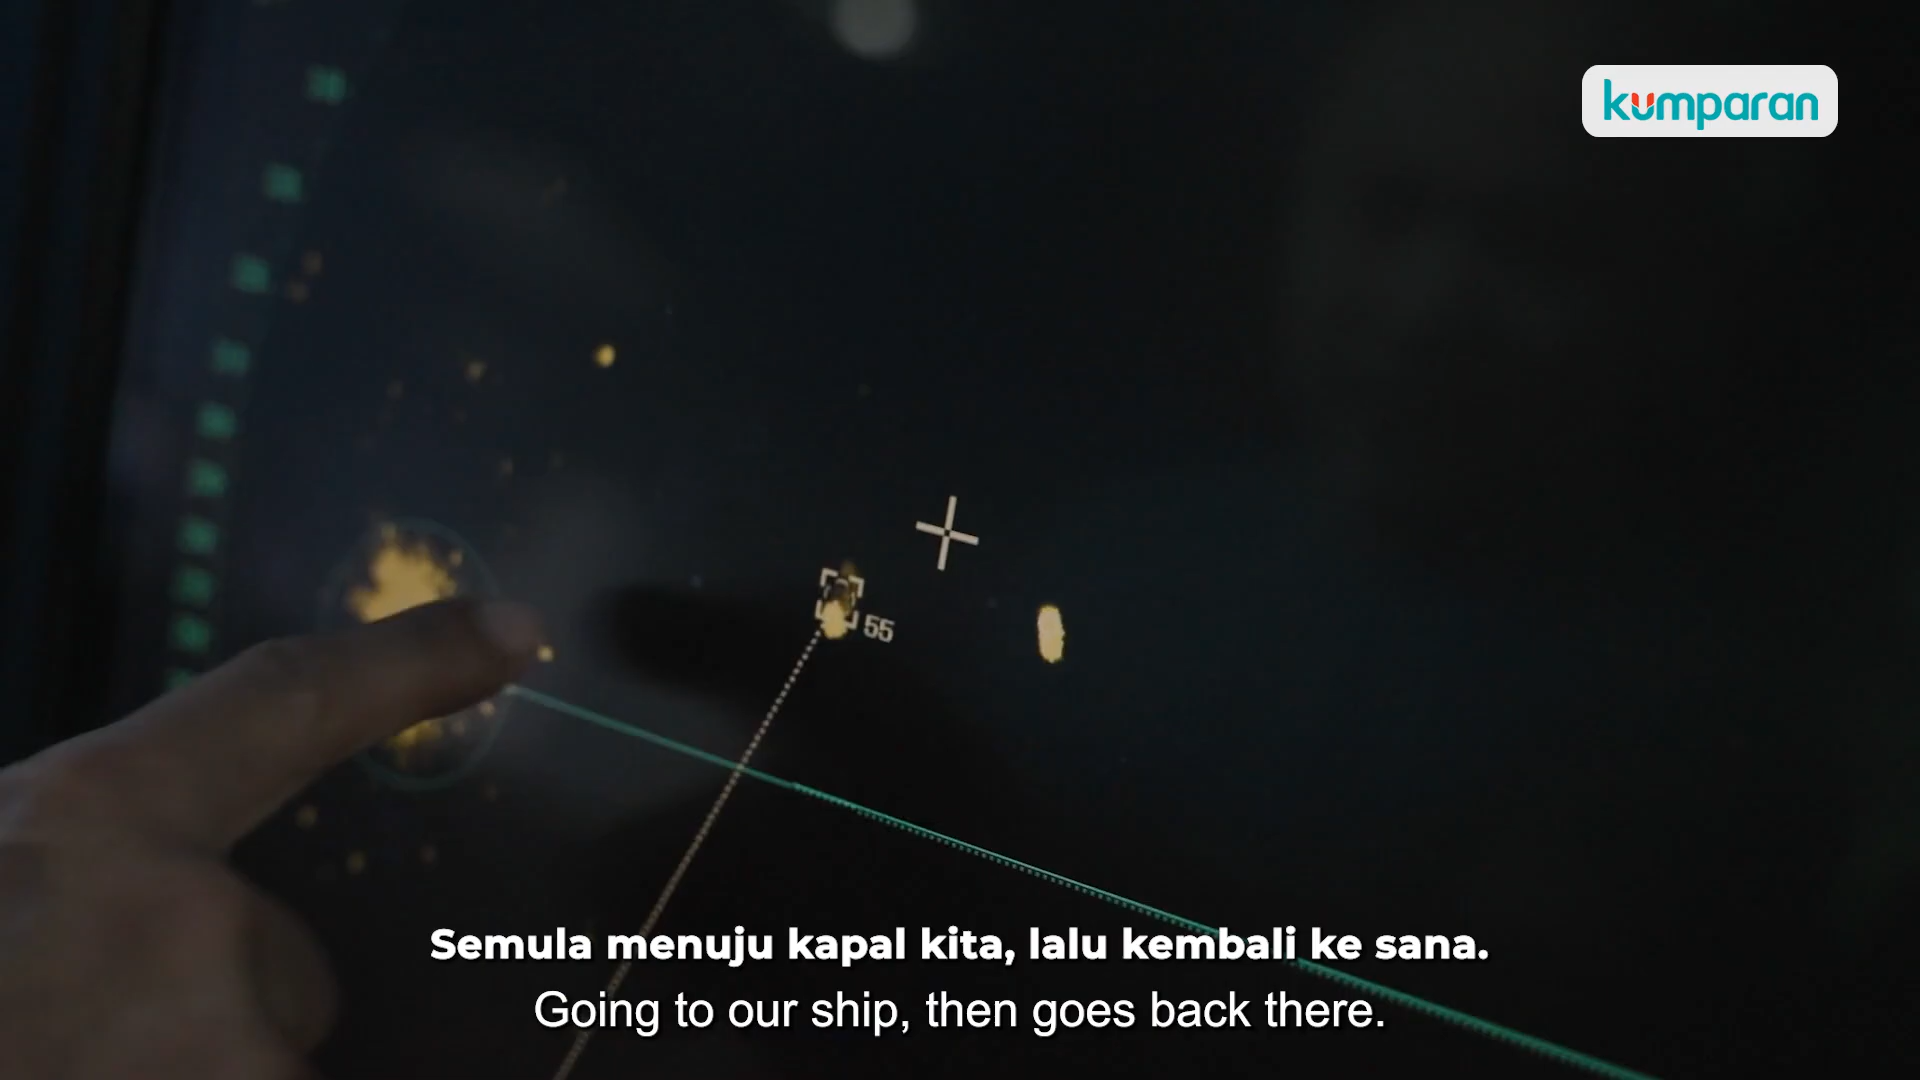 kumparan
55
Semula menuju kapal kita, lalu kembali ke sana.
Going to our ship, then goes back there.